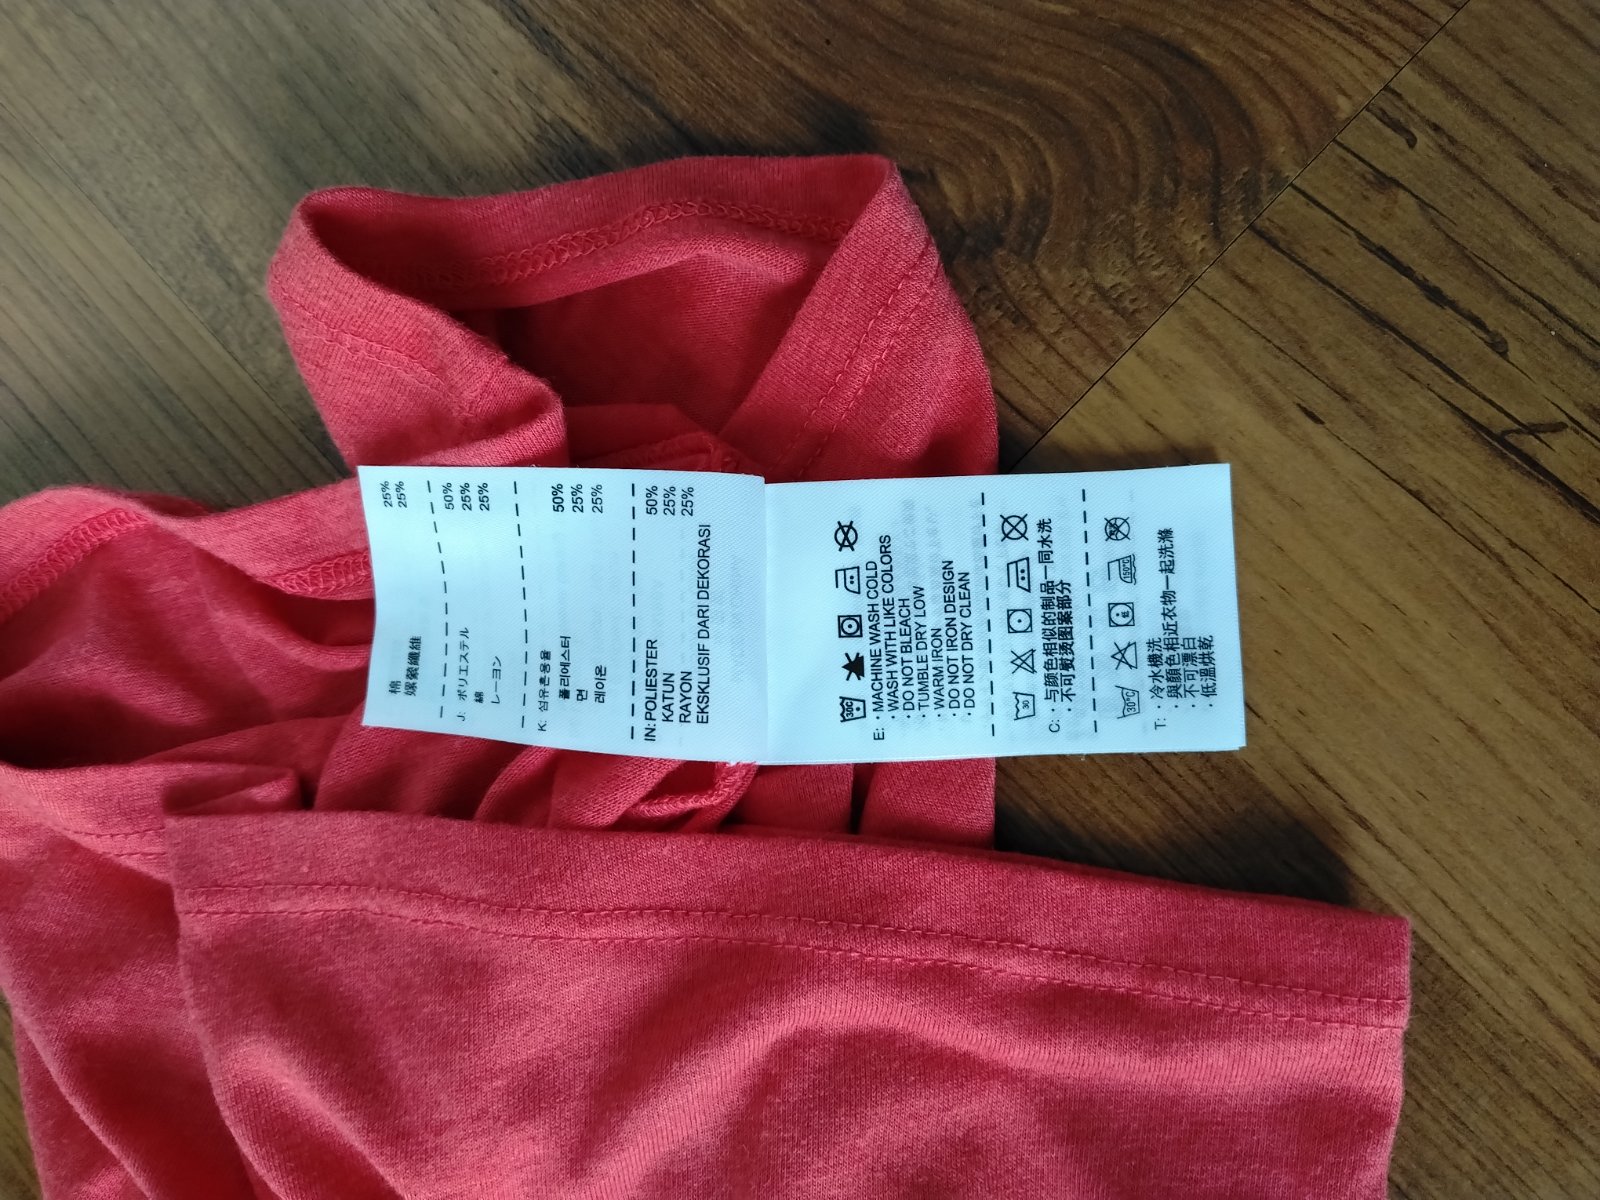 棉 25%
嫘縈纖維 25%
J: ポリエステル 50%
綿 25%
レーヨン 25%
K: 섬유혼용율
폴리에스터 50%
면 25%
레이온 25%
IN: POLIESTER 50%
KATUN 25%
RAYON 25%
EKSKLUSIF DARI DEKORASI
30C
E: · MACHINE WASH COLD
· WASH WITH LIKE COLORS
· DO NOT BLEACH
· TUMBLE DRY LOW
· WARM IRON
· DO NOT IRON DESIGN
· DO NOT DRY CLEAN
30
C: · 与颜色相似的制品一同水洗
· 不可熨烫图案部分
30°C 150°C
T: · 冷水機洗
· 與顏色相近衣物一起洗滌
· 不可漂白
· 低溫烘乾